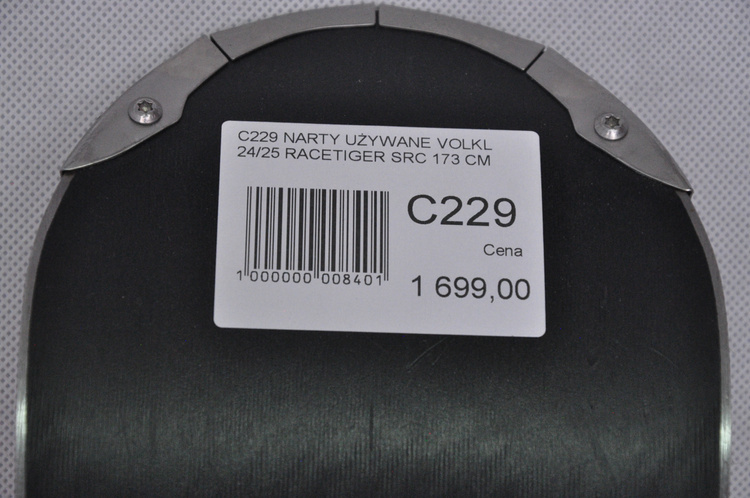 C229 NARTY UŻYWANE VOLKL
24/25 RACETIGER SRC 173 CM
C229
Cena
1 699,00
1 000000 008401